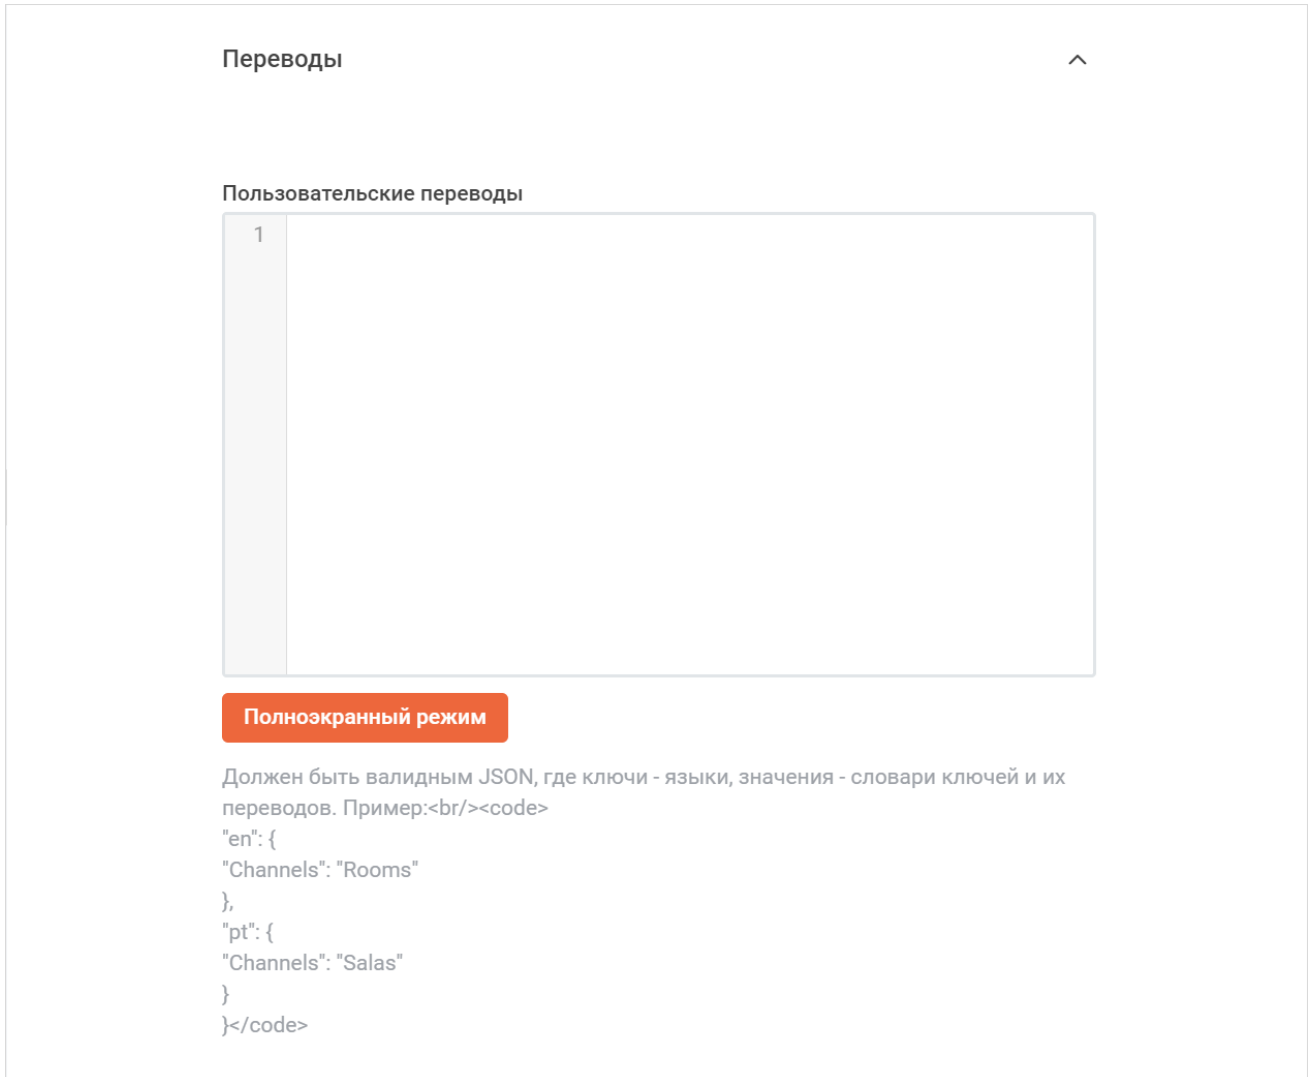 Переводы
Пользовательские переводы
1
Полноэкранный режим
Должен быть валидным JSON, где ключи - языки, значения - словари ключей и их
переводов. Пример:<br/><code>
"en": {
"Channels": "Rooms"
},
"pt": {
"Channels": "Salas"
}
}</code>